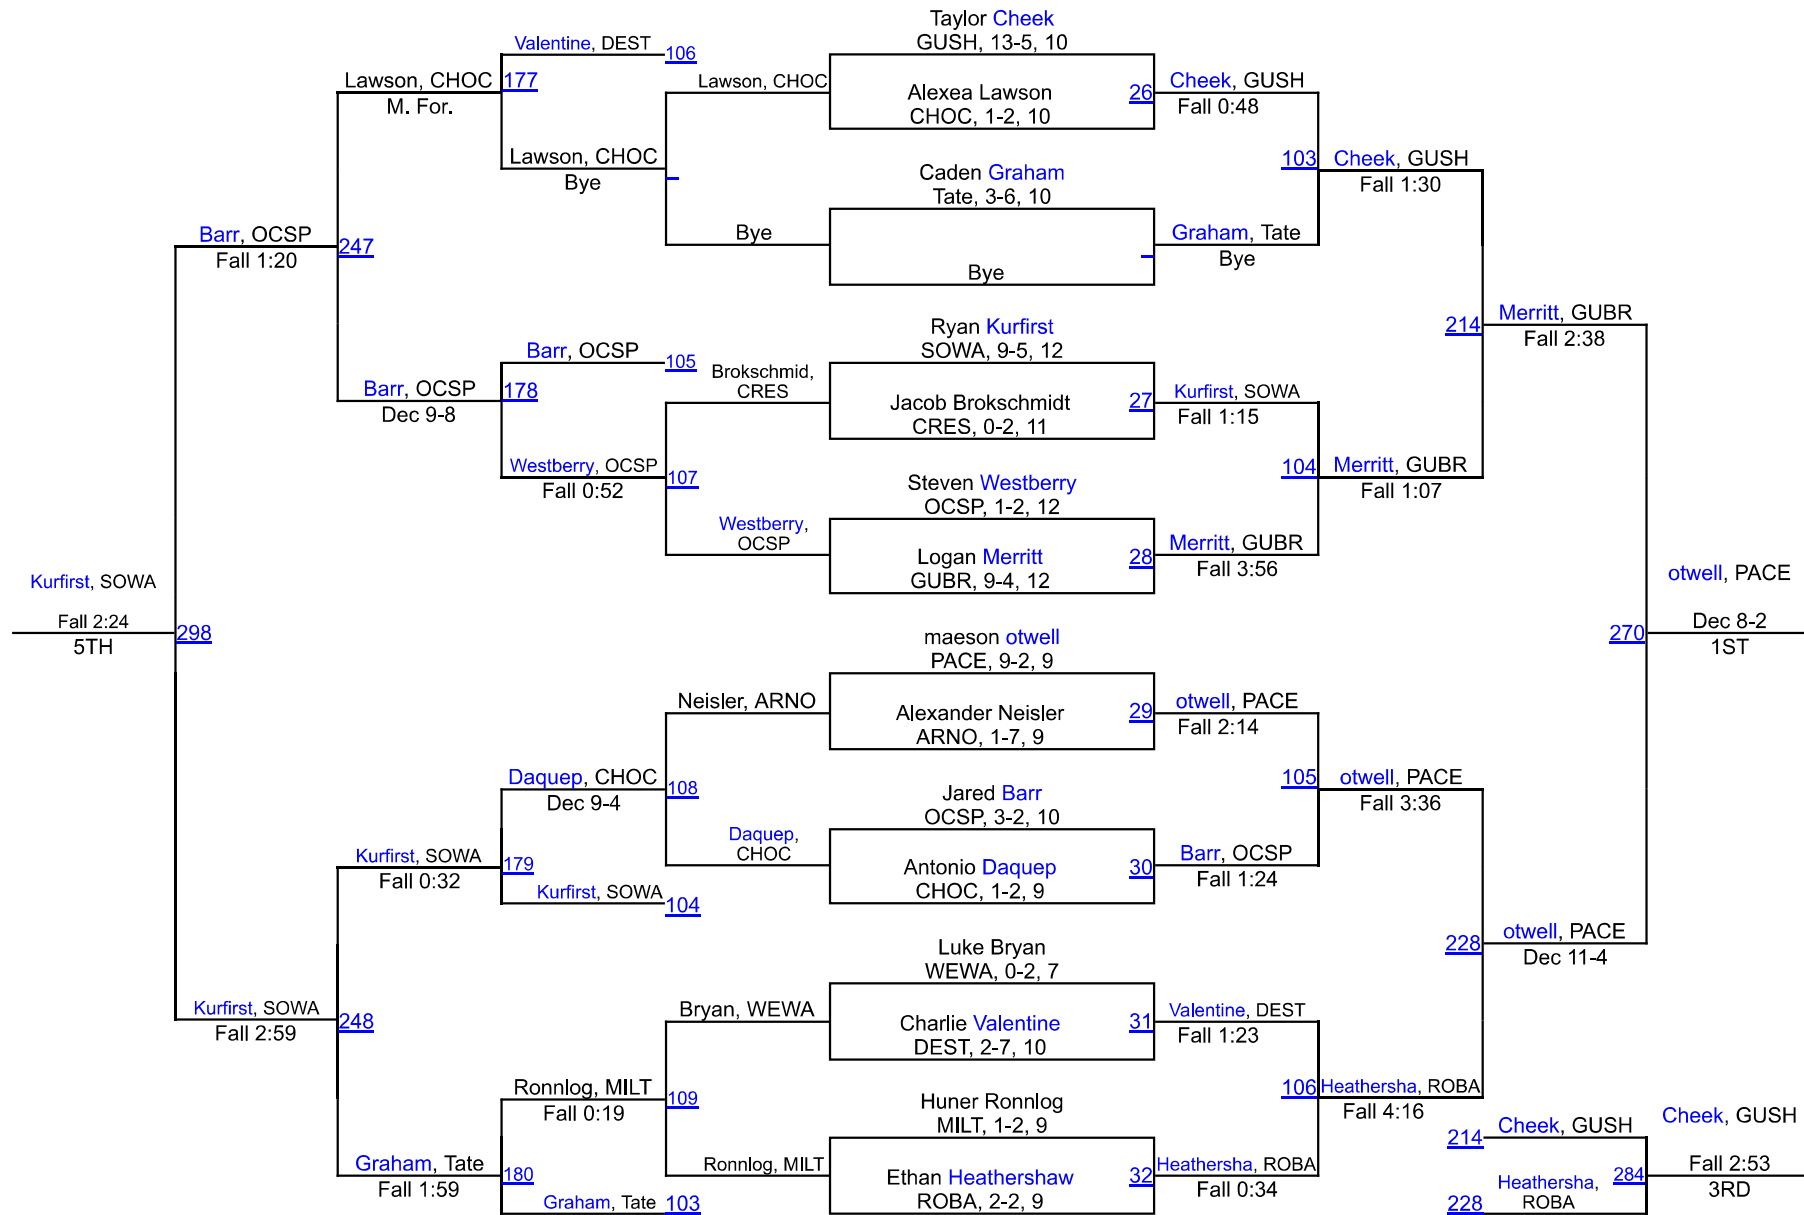 Taylor Cheek
GUSH, 13-5, 10
Valentine, DEST
106
Lawson, CHOC
177
M. For.
Lawson, CHOC
Alexea Lawson
CHOC, 1-2, 10
26
Cheek, GUSH
Fall 0:48
Lawson, CHOC
Bye
103
Cheek, GUSH
Fall 1:30
Caden Graham
Tate, 3-6, 10
Bye
Bye
Graham, Tate
Bye
Barr, OCSP
Fall 1:20
247
Ryan Kurfirst
SOWA, 9-5, 12
214
Merritt, GUBR
Fall 2:38
Barr, OCSP
105
Barr, OCSP
Dec 9-8
178
Brokschmid,
CRES
Jacob Brokschmidt
CRES, 0-2, 11
27
Kurfirst, SOWA
Fall 1:15
Westberry, OCSP
Fall 0:52
107
104
Merritt, GUBR
Fall 1:07
Steven Westberry
OCSP, 1-2, 12
Westberry,
OCSP
Logan Merritt
GUBR, 9-4, 12
28
Merritt, GUBR
Fall 3:56
Kurfirst, SOWA
Fall 2:24
5TH
298
otwell, PACE
270
Dec 8-2
1ST
maeson otwell
PACE, 9-2, 9
Neisler, ARNO
Alexander Neisler
ARNO, 1-7, 9
29
otwell, PACE
Fall 2:14
Daquep, CHOC
Dec 9-4
108
105
otwell, PACE
Fall 3:36
Jared Barr
OCSP, 3-2, 10
Daquep,
CHOC
Antonio Daquep
CHOC, 1-2, 9
30
Barr, OCSP
Fall 1:24
Kurfirst, SOWA
Fall 0:32
179
Kurfirst, SOWA
104
Luke Bryan
WEWA, 0-2, 7
228
otwell, PACE
Dec 11-4
Kurfirst, SOWA
Fall 2:59
248
Bryan, WEWA
Charlie Valentine
DEST, 2-7, 10
31
Valentine, DEST
Fall 1:23
Ronnlog, MILT
Fall 0:19
109
106
Heathersha, ROBA
Fall 4:16
Huner Ronnlog
MILT, 1-2, 9
Ronnlog, MILT
Ethan Heathershaw
ROBA, 2-2, 9
32
Heathersha, ROBA
Fall 0:34
Graham, Tate
Fall 1:59
180
Graham, Tate
103
214
Cheek, GUSH
Cheek, GUSH
Fall 2:53
3RD
284
228
Heathersha,
ROBA